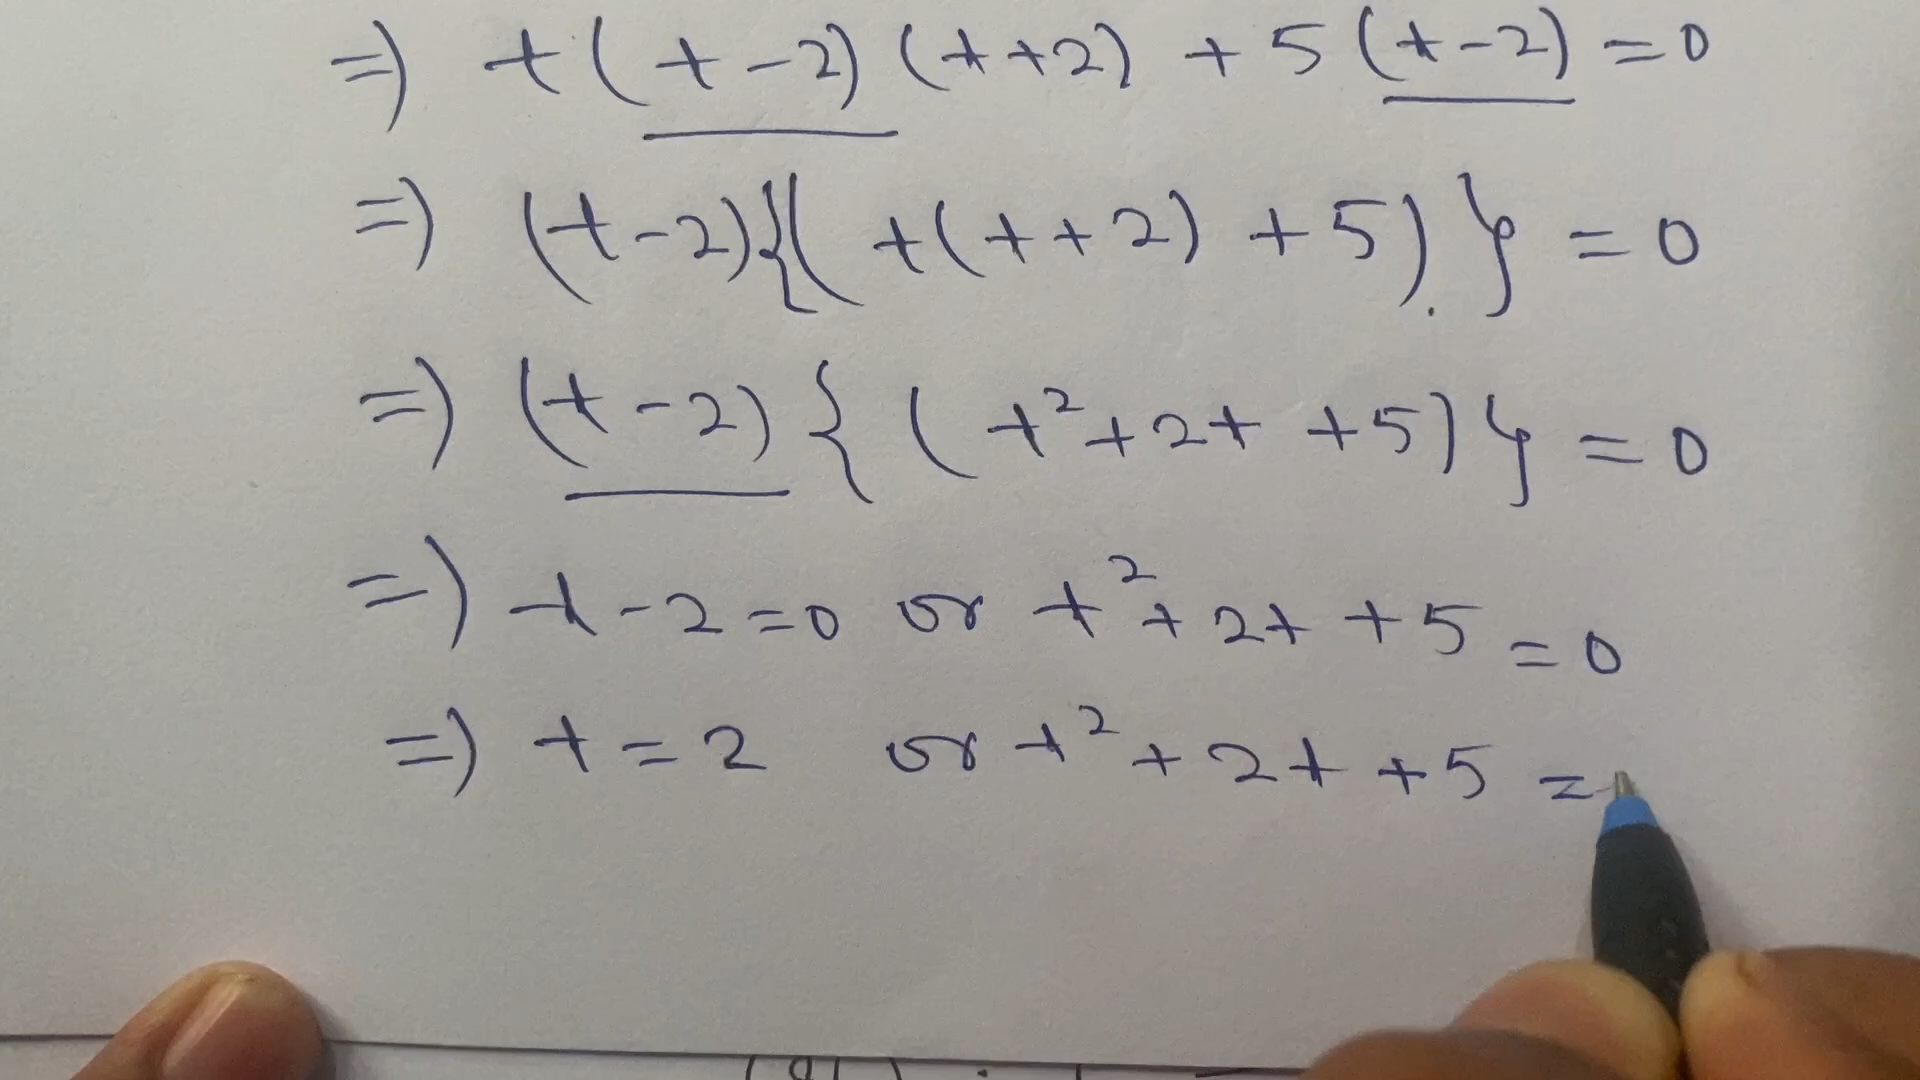 => t(t-2)(t+2) + 5(t-2) = 0
=> (t-2){(t(t+2)+5)} = 0
=> (t-2){(t²+2t+5)} = 0
=> t-2=0 or t²+2t+5 = 0
=> t = 2 or t²+2t+5 =